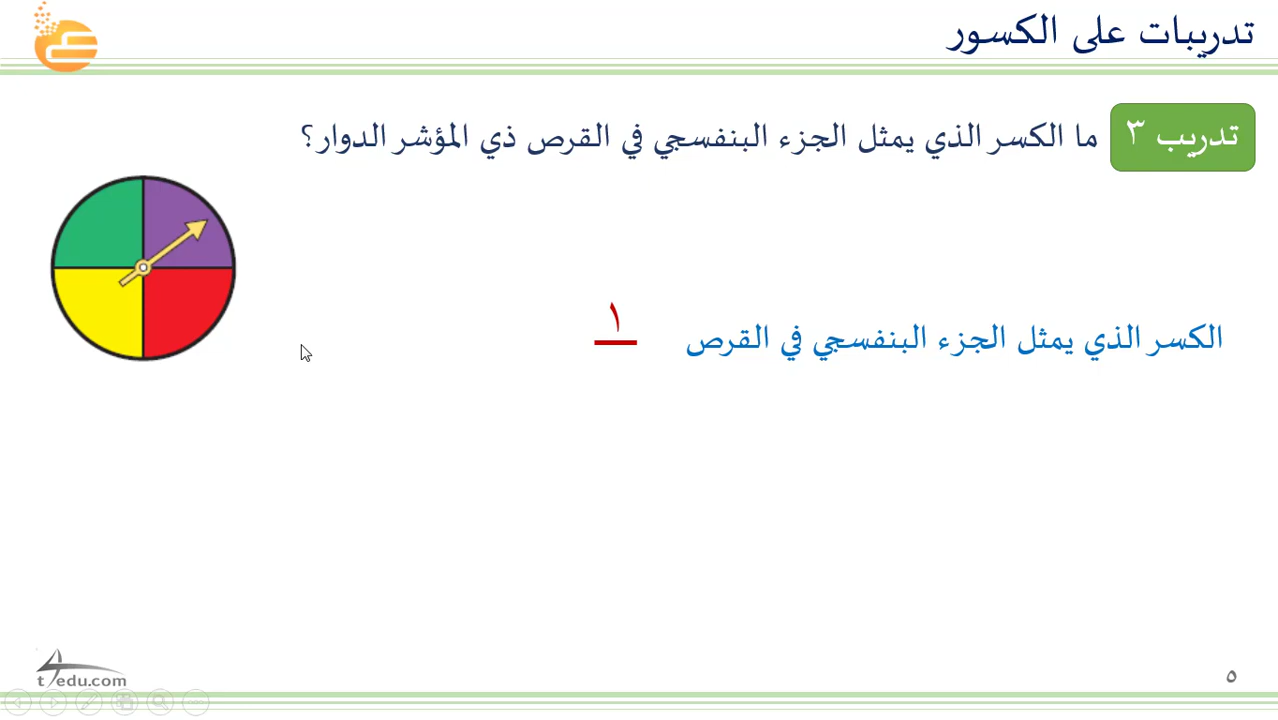 تدريبات على الكسور
تدريب ٣
ما الكسر الذي يمثل الجزء البنفسجي في القرص ذي المؤشر الدوار؟
الكسر الذي يمثل الجزء البنفسجي في القرص
١
t4edu.com
٥